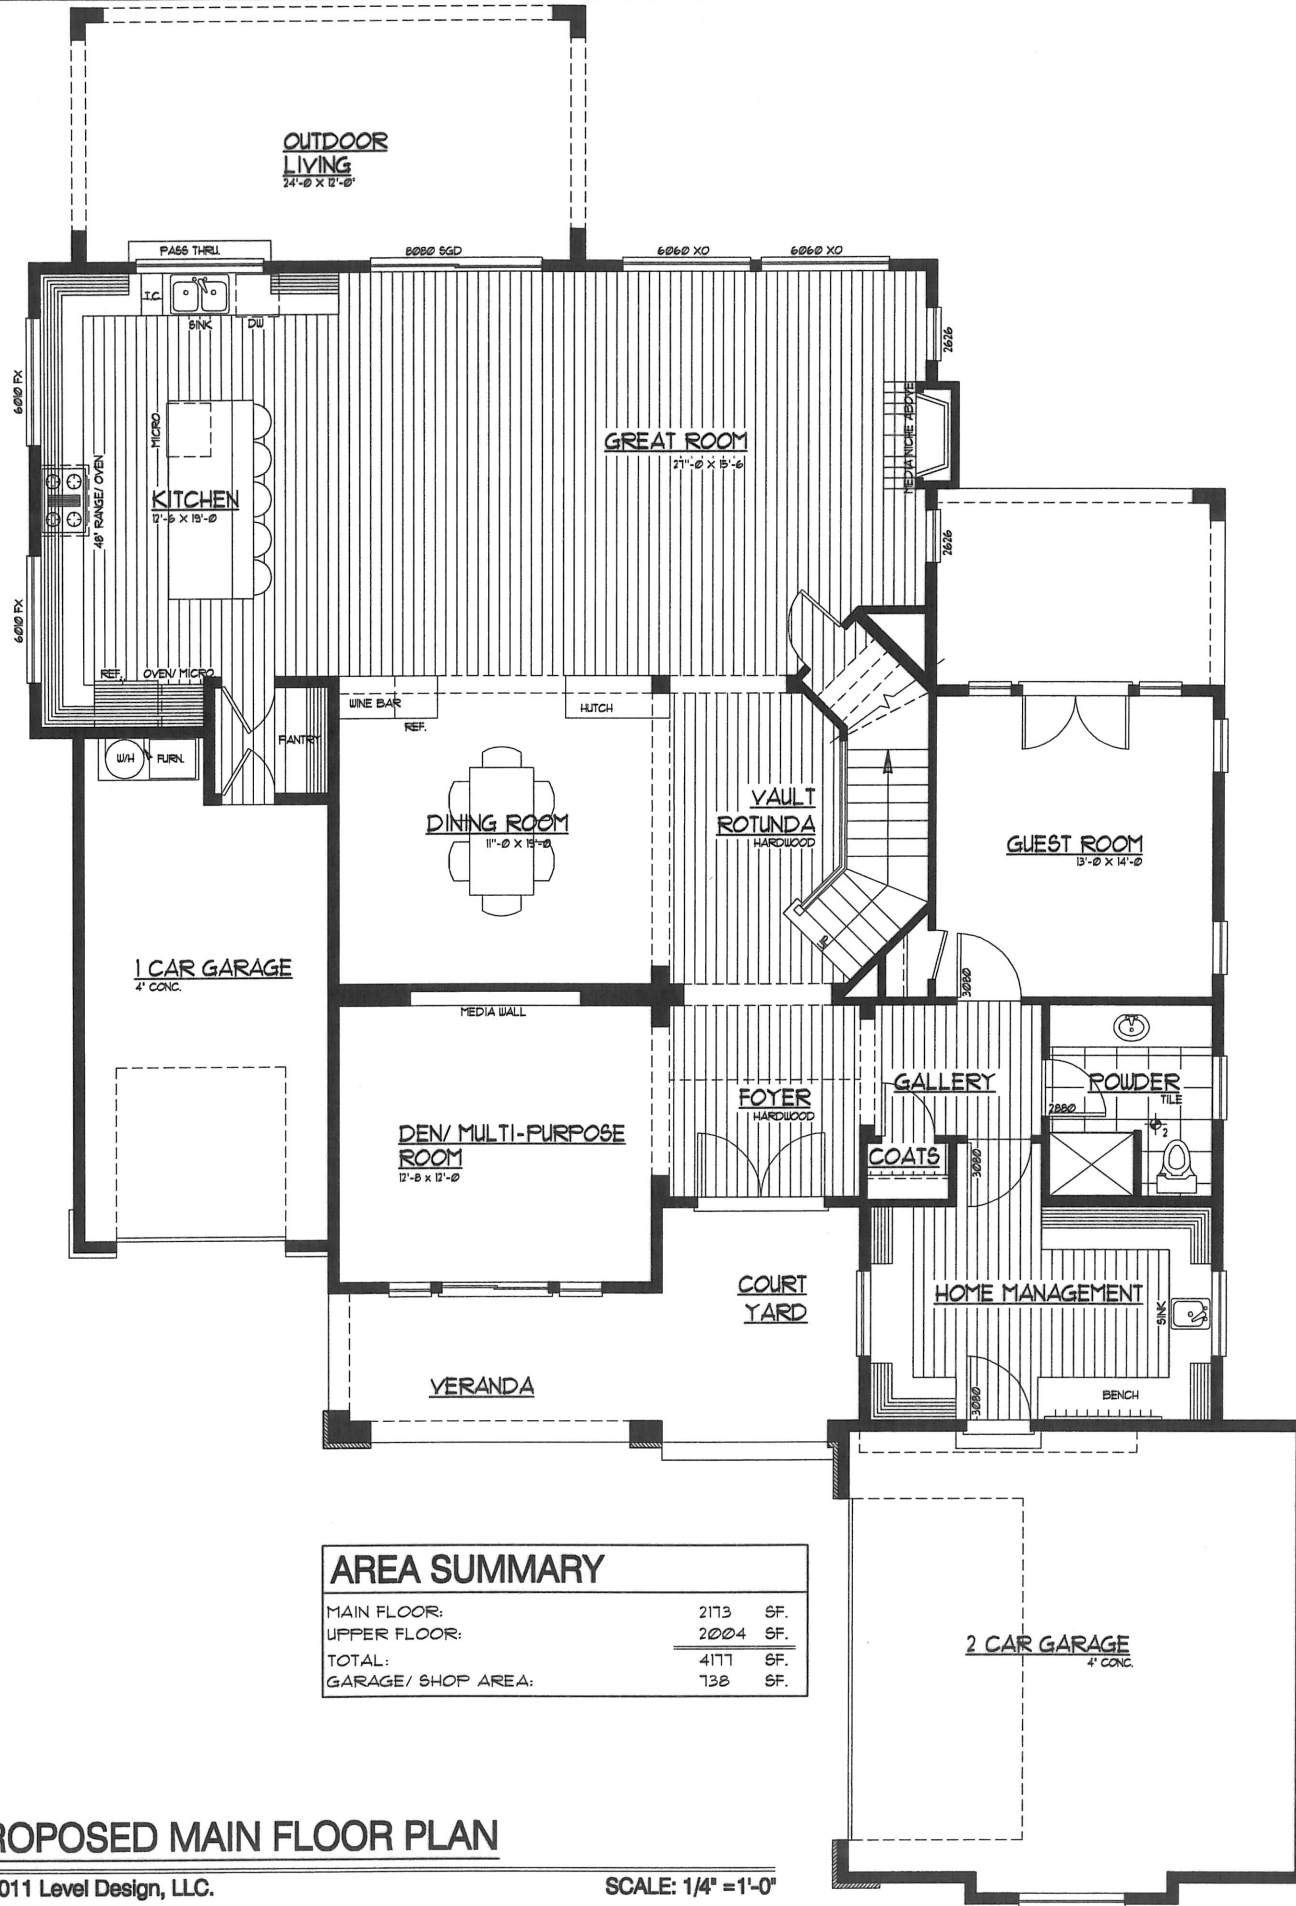 OUTDOOR
LIVING
24'-0 X 12'-0"
PASS THRU.
8080 SGD
6060 XO
6060 XO
T.C.
SINK
DW
2626
6010 FX
MICRO
MEDIA NICHE ABOVE
GREAT ROOM
27"-0 X 15'-6
48" RANGE/ OVEN
KITCHEN
12'-6 X 19'-0
2626
6010 FX
REF.
OVEN/ MICRO
WINE BAR
REF.
HUTCH
PANTRY
W/H
FURN.
VAULT
ROTUNDA
HARDWOOD
DINING ROOM
11"-0 X 15'-0
GUEST ROOM
13'-0 X 14'-0
UP
1 CAR GARAGE
4" CONC.
3080
MEDIA WALL
GALLERY
POWDER
TILE
2880
2
FOYER
HARDWOOD
DEN/ MULTI-PURPOSE
ROOM
12'-8 x 12'-0
COATS
3080
COURT
YARD
HOME MANAGEMENT
SINK
VERANDA
3080
BENCH
AREA SUMMARY
MAIN FLOOR: 2173 SF.
UPPER FLOOR: 2004 SF.
TOTAL: 4177 SF.
GARAGE/ SHOP AREA: 738 SF.
2 CAR GARAGE
4" CONC.
ROPOSED MAIN FLOOR PLAN
011 Level Design, LLC.
SCALE: 1/4" =1'-0"